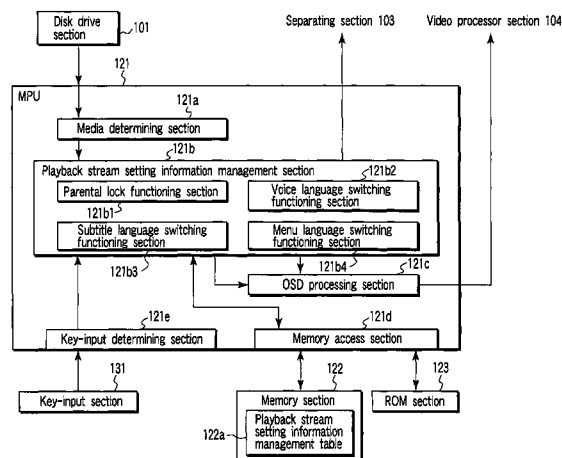 Disk drive
section
101
Separating section 103
Video processor section 104
121
MPU
121a
Media determining section
121b
Playback stream setting information management section
121b2
Parental lock functioning section
Voice language switching
functioning section
121b1
Subtitle language switching
functioning section
Menu language switching
functioning section
121b3
121b4
121c
OSD processing section
121e
121d
Key-input determining section
Memory access section
131
122
123
Key-input section
Memory section
ROM section
Playback stream
setting information
management table
122a